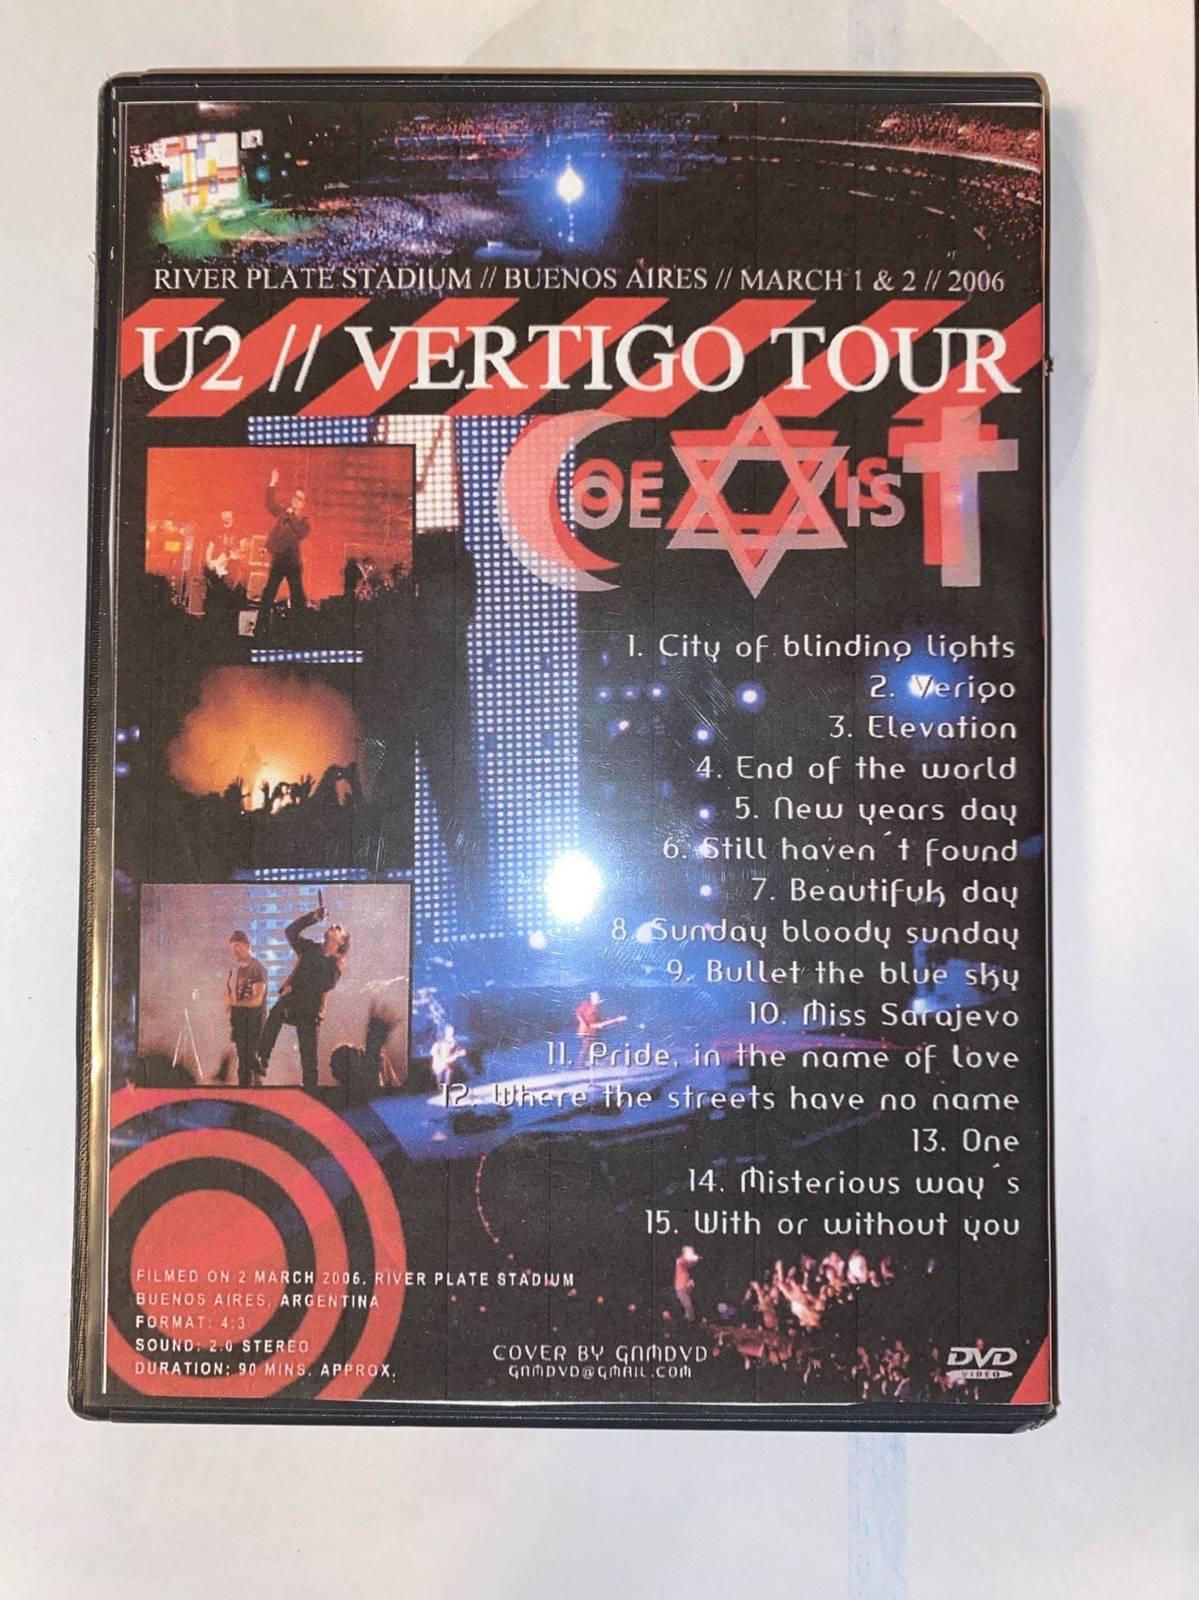 RIVER PLATE STADIUM // BUENOS AIRES // MARCH 1 & 2 // 2006
U2 // VERTIGO TOUR
COEXIST
1. City of blinding lights
2. Verigo
3. Elevation
4. End of the world
5. New years day
6. Still haven´t found
7. Beautifuk day
8. Sunday bloody sunday
9. Bullet the blue sky
10. Miss Sarajevo
11. Pride, in the name of love
12. Where the streets have no name
13. One
14. Misterious way´s
15. With or without you
FILMED ON 2 MARCH 2006. RIVER PLATE STADIUM
BUENOS AIRES, ARGENTINA
FORMAT: 4:3
SOUND: 2.0 STEREO
DURATION: 90 MINS. APPROX.
COVER BY GNMDVD
GNMDVD@GMAIL.COM
DVD
VIDEO